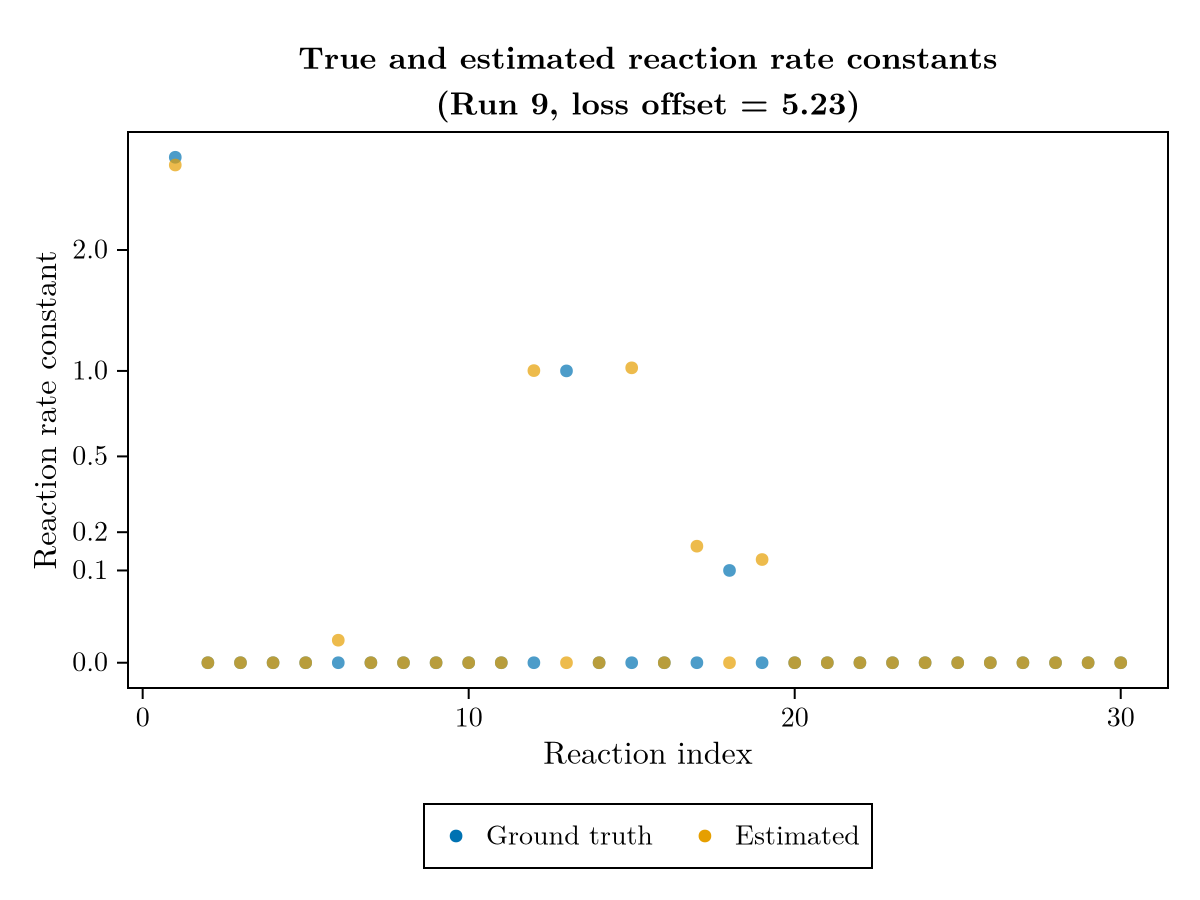 True and estimated reaction rate constants
(Run 9, loss offset = 5.23)
Reaction rate constant
2.0
1.0
0.5
0.2
0.1
0.0
0 10 20 30
Reaction index
Ground truth Estimated